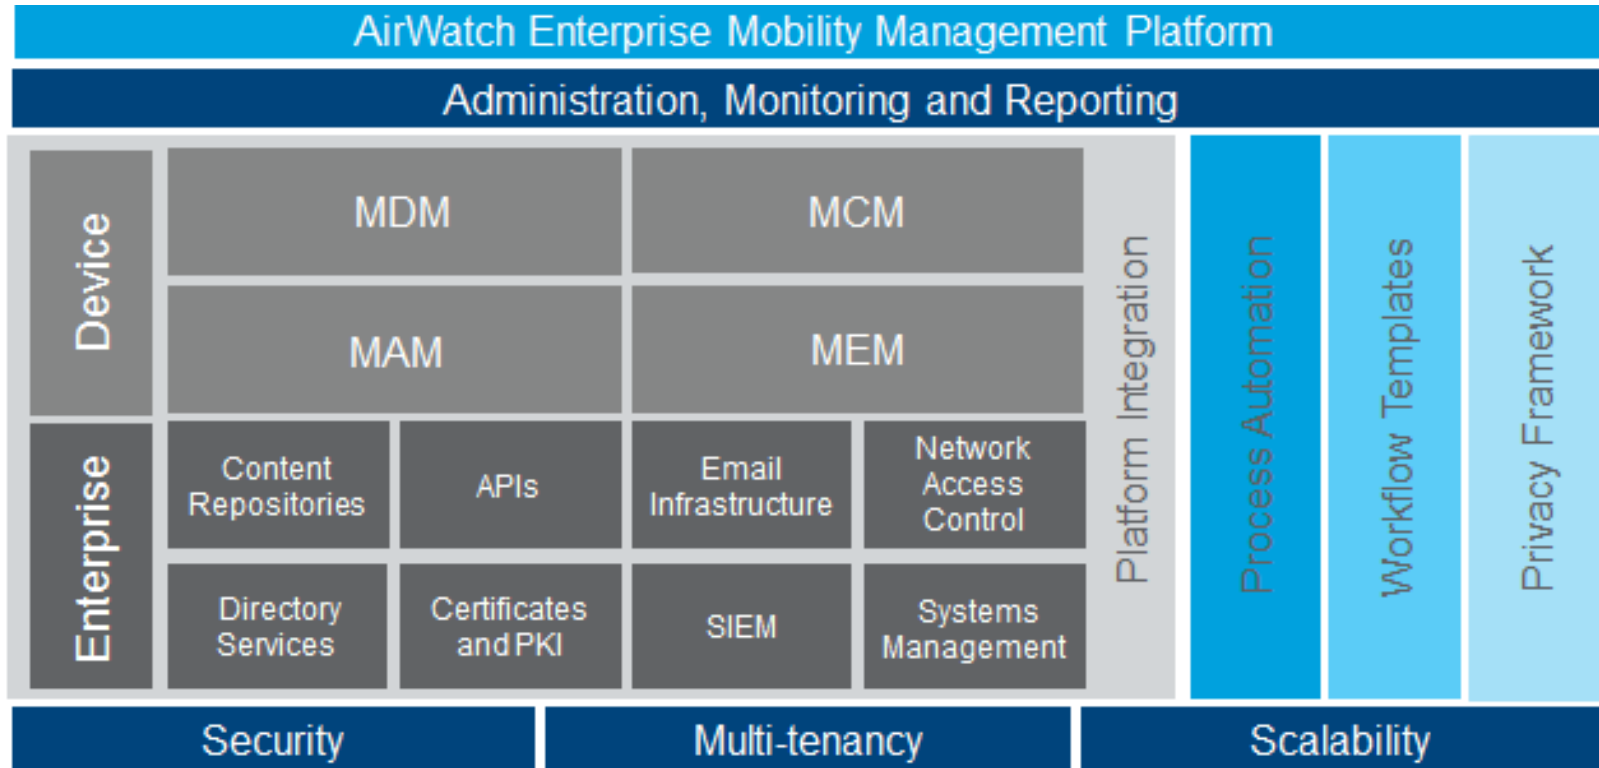 AirWatch Enterprise Mobility Management Platform
Administration, Monitoring and Reporting
Device
MDM
MCM
MAM
MEM
Enterprise
Content
Repositories
APIs
Email
Infrastructure
Network
Access
Control
Directory
Services
Certificates
and PKI
SIEM
Systems
Management
Platform Integration
Process Automation
Workflow Templates
Privacy Framework
Security
Multi-tenancy
Scalability